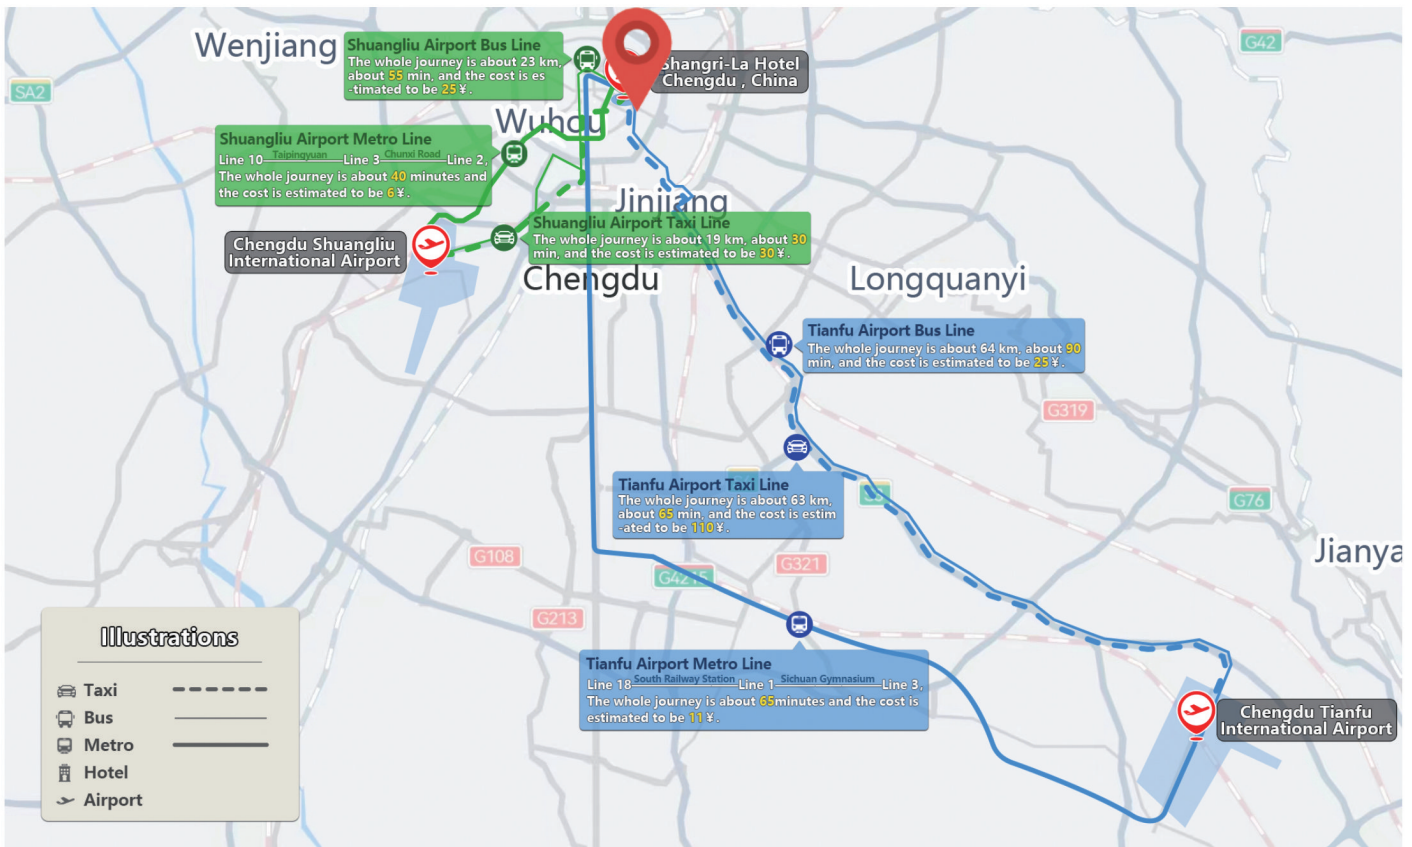 Wenjiang
Shuangliu Airport Bus Line
The whole journey is about 23 km,
about 55 min, and the cost is es
-timated to be 25¥.
Shangri-La Hotel
Chengdu , China
G42
SA2
Wuhou
Shuangliu Airport Metro Line
Line 10 Taipingyuan Line 3 Chunxi Road Line 2,
The whole journey is about 40 minutes and
the cost is estimated to be 6¥.
Jinjiang
Shuangliu Airport Taxi Line
The whole journey is about 19 km, about 30
min, and the cost is estimated to be 30¥.
Chengdu Shuangliu
International Airport
Chengdu
Longquanyi
Tianfu Airport Bus Line
The whole journey is about 64 km, about 90
min, and the cost is estimated to be 25¥.
G319
Tianfu Airport Taxi Line
The whole journey is about 63 km,
about 65 min, and the cost is estim
-ated to be 110¥.
G76
Jianya
G108
G321
G4215
G213
Tianfu Airport Metro Line
Line 18 South Railway Station Line 1 Sichuan Gymnasium Line 3,
The whole journey is about 65minutes and the cost is
estimated to be 11¥.
Chengdu Tianfu
International Airport
Illustrations
Taxi
Bus
Metro
Hotel
Airport